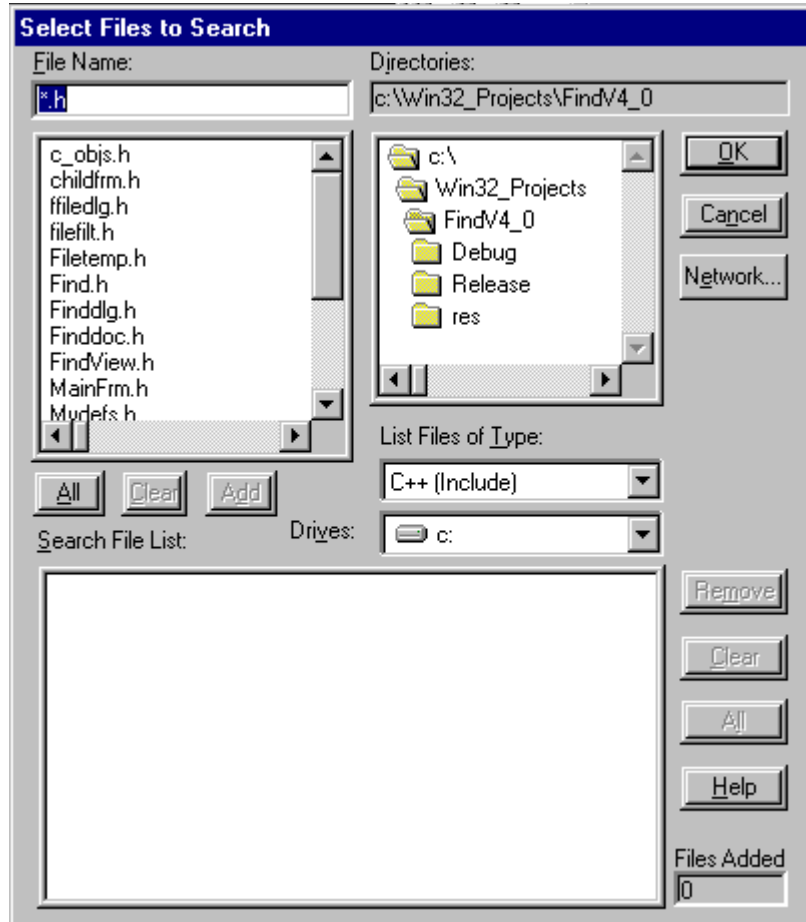 Select Files to Search
File Name:
Directories:
*.h
c:\Win32_Projects\FindV4_0
c_objs.h
childfrm.h
ffiledlg.h
filefilt.h
Filetemp.h
Find.h
Finddlg.h
Finddoc.h
FindView.h
MainFrm.h
Mydefs.h
c:\
Win32_Projects
FindV4_0
Debug
Release
res
OK
Cancel
Network...
List Files of Type:
C++ (Include)
All
Clear
Add
Drives:
c:
Search File List:
Remove
Clear
All
Help
Files Added
0